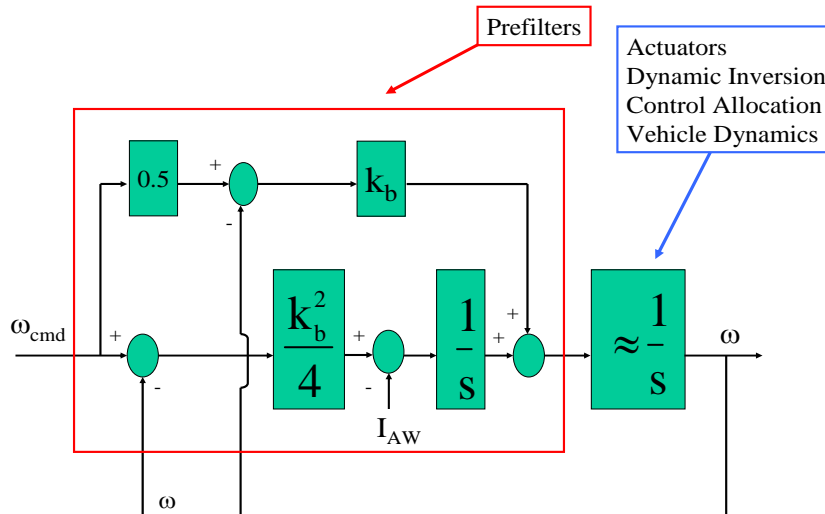 Prefilters
Actuators
Dynamic Inversion
Control Allocation
Vehicle Dynamics
0.5
+
-
k_b
ω_cmd
+
-
k_b^2
4
+
-
I_AW
1
s
+
+
≈ 1
s
ω
ω